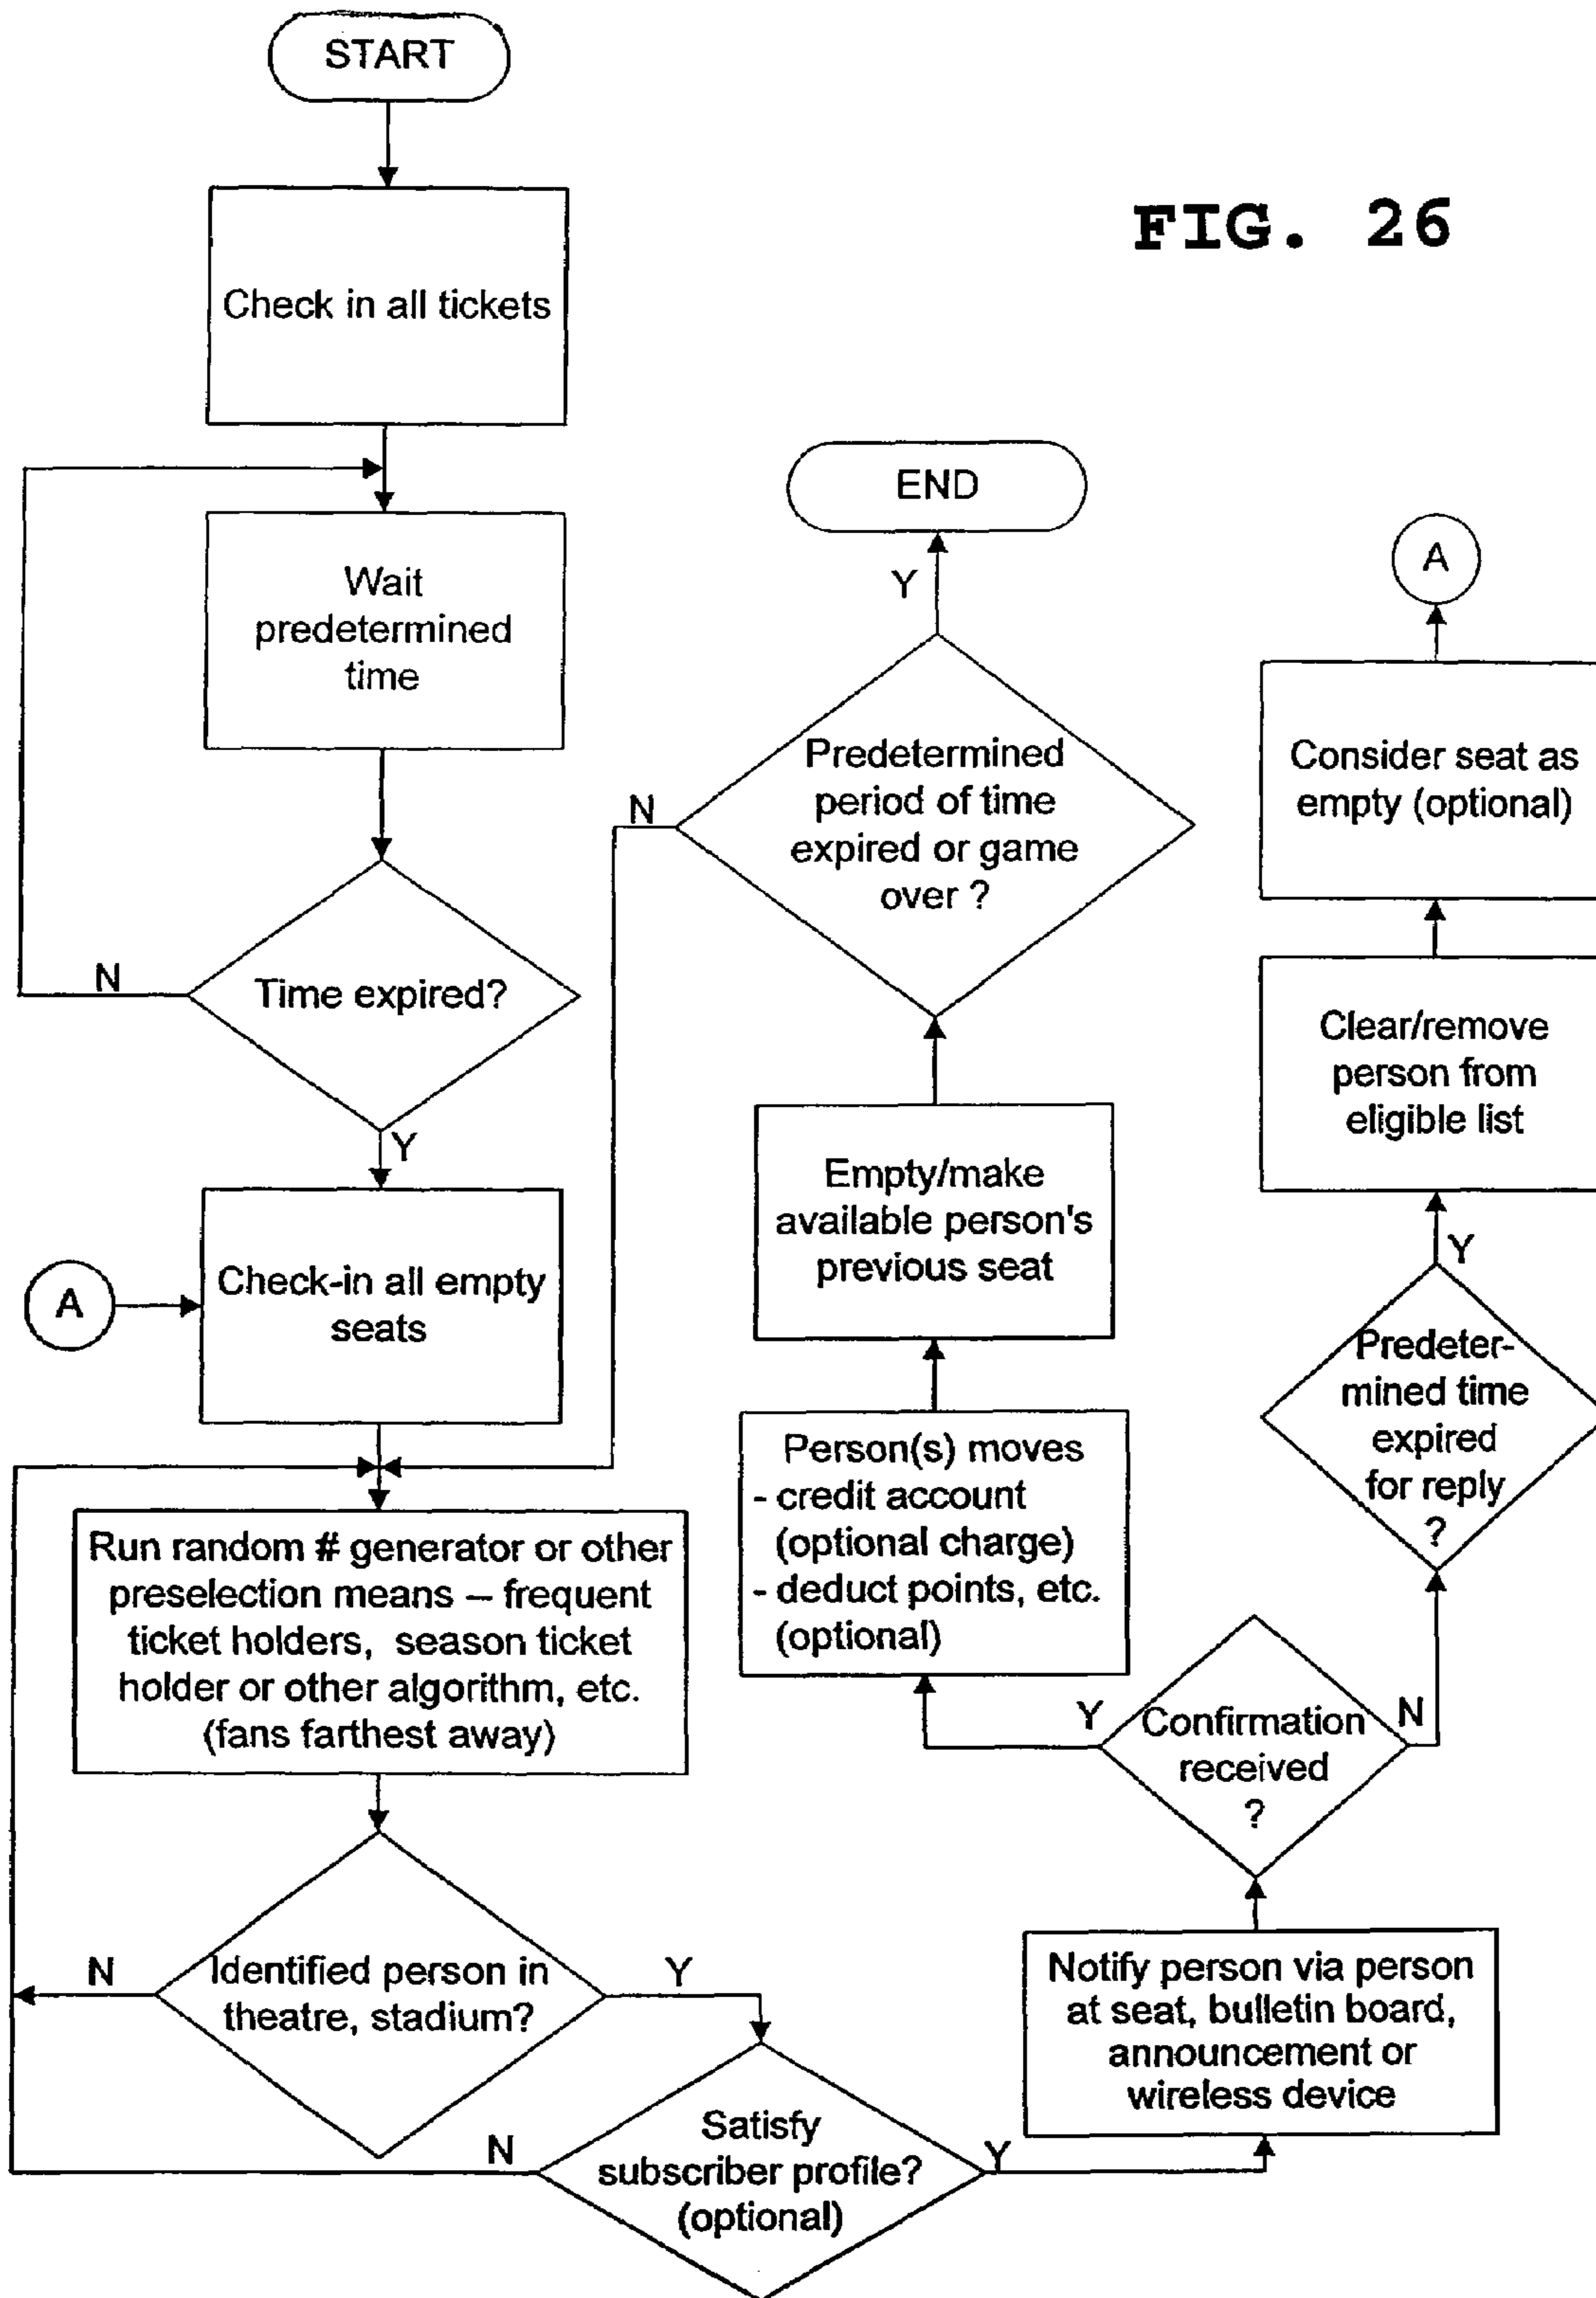 START
FIG. 26
Check in all tickets
Wait
predetermined
time
Time expired?
N
Y
A
Check-in all empty
seats
Run random # generator or other
preselection means – frequent
ticket holders, season ticket
holder or other algorithm, etc.
(fans farthest away)
Identified person in
theatre, stadium?
N
Y
Satisfy
subscriber profile?
(optional)
N
Y
Notify person via person
at seat, bulletin board,
announcement or
wireless device
Confirmation
received
?
Y
N
Person(s) moves
- credit account
(optional charge)
- deduct points, etc.
(optional)
Empty/make
available person's
previous seat
Predetermined
period of time
expired or game
over ?
N
Y
END
Predeter-
mined time
expired
for reply
?
Y
Clear/remove
person from
eligible list
Consider seat as
empty (optional)
A